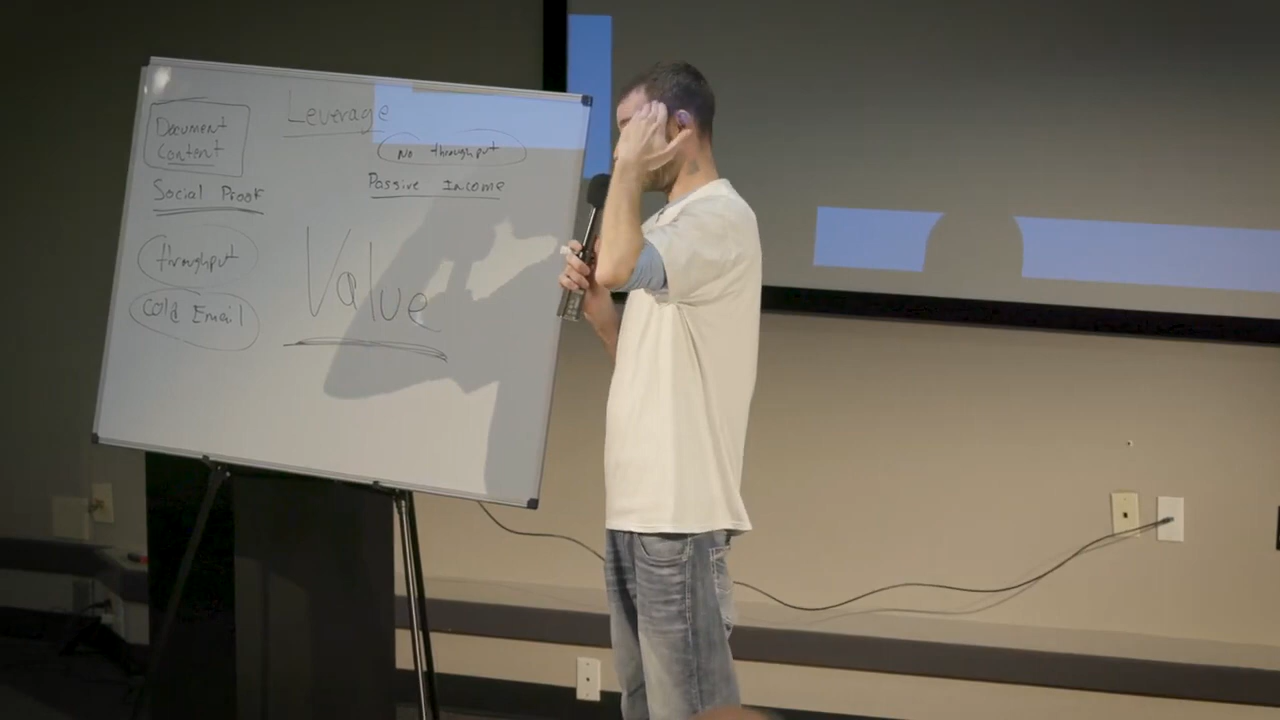 Leverage
Document
Content
Social Proof
throughput
Cold Email
No throughput
Passive Income
Value